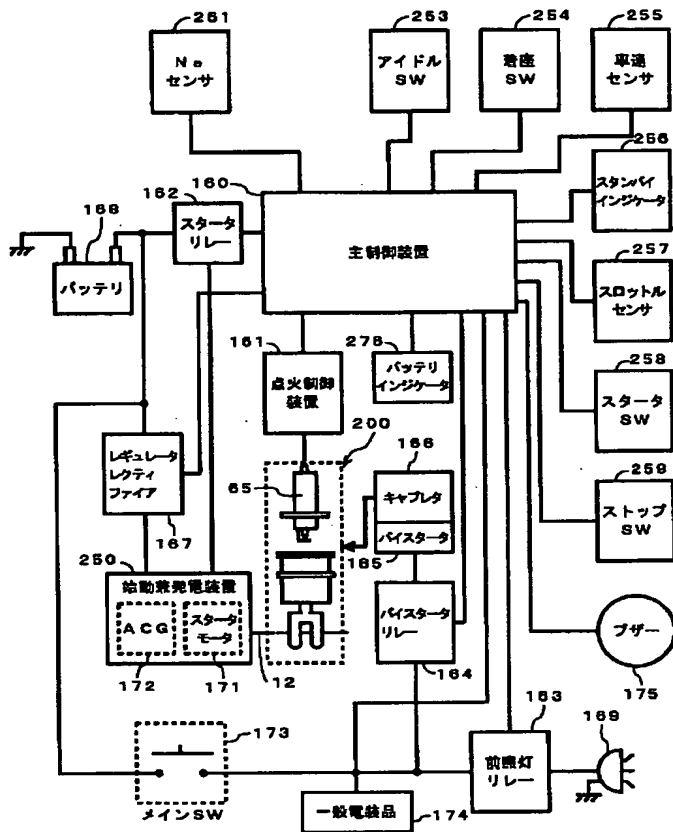 251
253
254
255
Ne
センサ
アイドル
SW
着座
SW
車速
センサ
256
160
162
168
スタータ
リレー
スタンバイ
インジケータ
主制御装置
257
バッテリ
スロットル
センサ
161
278
258
点火制御
装置
バッテリ
インジケータ
スタータ
SW
200
166
レギュレータ
レクティ
ファイア
65
キャブレタ
259
バイスタータ
ストップ
SW
167
165
250
始動兼発電装置
ACG
スタータ
モータ
バイスタータ
リレー
ブザー
172
171
12
164
175
163
169
173
前照灯
リレー
メインSW
一般電装品
174